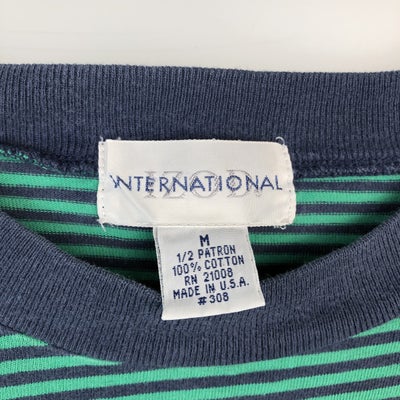 IZOD
INTERNATIONAL
M
1/2 PATRON
100% COTTON
RN 21008
MADE IN U.S.A.
#308